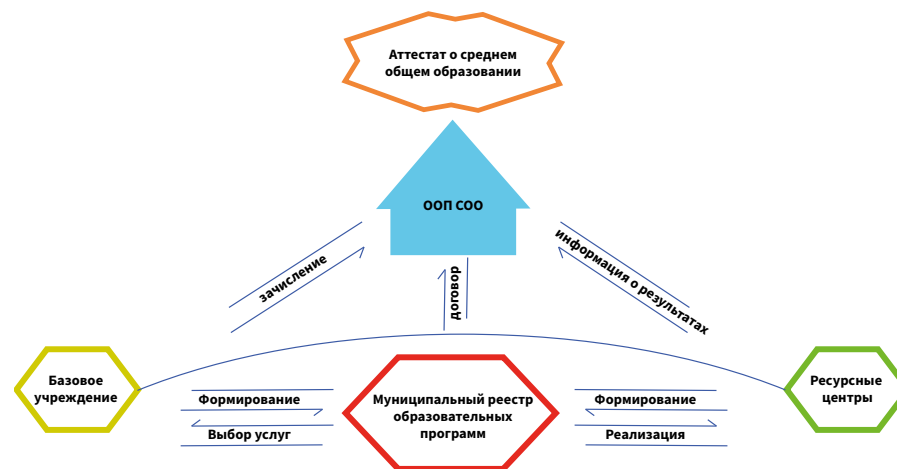 Аттестат о среднем
общем образовании
ООП СОО
зачисление
договор
информация о результатах
Базовое
учреждение
Формирование
Выбор услуг
Муниципальный реестр
образовательных
программ
Формирование
Реализация
Ресурсные
центры